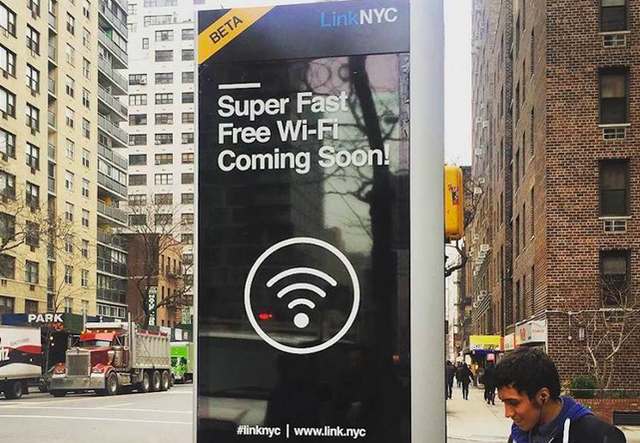 BETA
LinkNYC
Super Fast
Free Wi-Fi
Coming Soon!
#linknyc | www.link.nyc
PARK